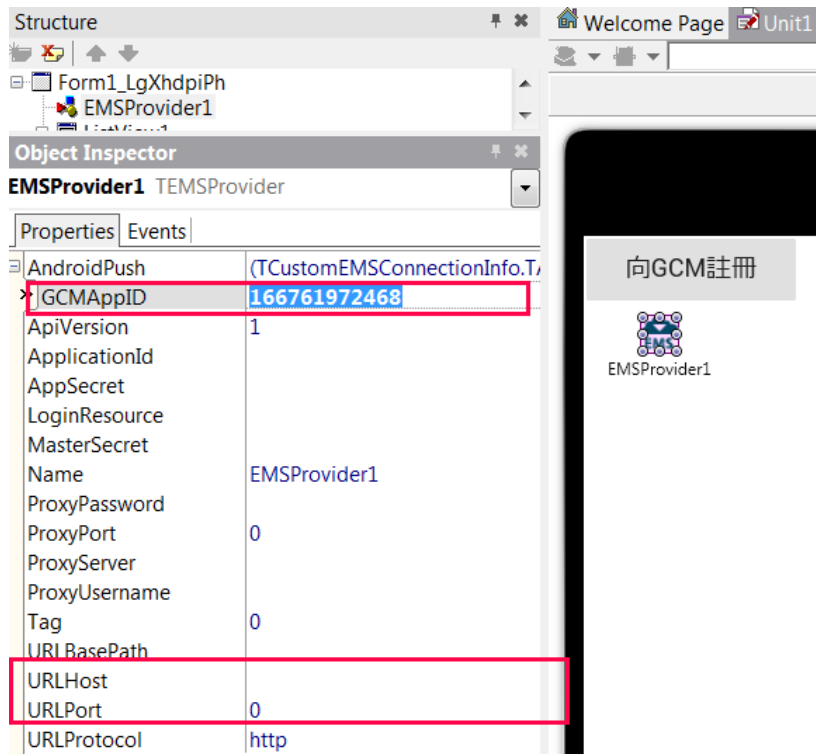 Structure
Form1_LgXhdpiPh
EMSProvider1
ListView1
Object Inspector
EMSProvider1 TEMSProvider
Properties Events
AndroidPush (TCustomEMSConnectionInfo.TA
GCMAppID 166761972468
ApiVersion 1
ApplicationId
AppSecret
LoginResource
MasterSecret
Name EMSProvider1
ProxyPassword
ProxyPort 0
ProxyServer
ProxyUsername
Tag 0
URLBasePath
URLHost
URLPort 0
URLProtocol http
Welcome Page Unit1
向GCM註冊
EMS
EMSProvider1